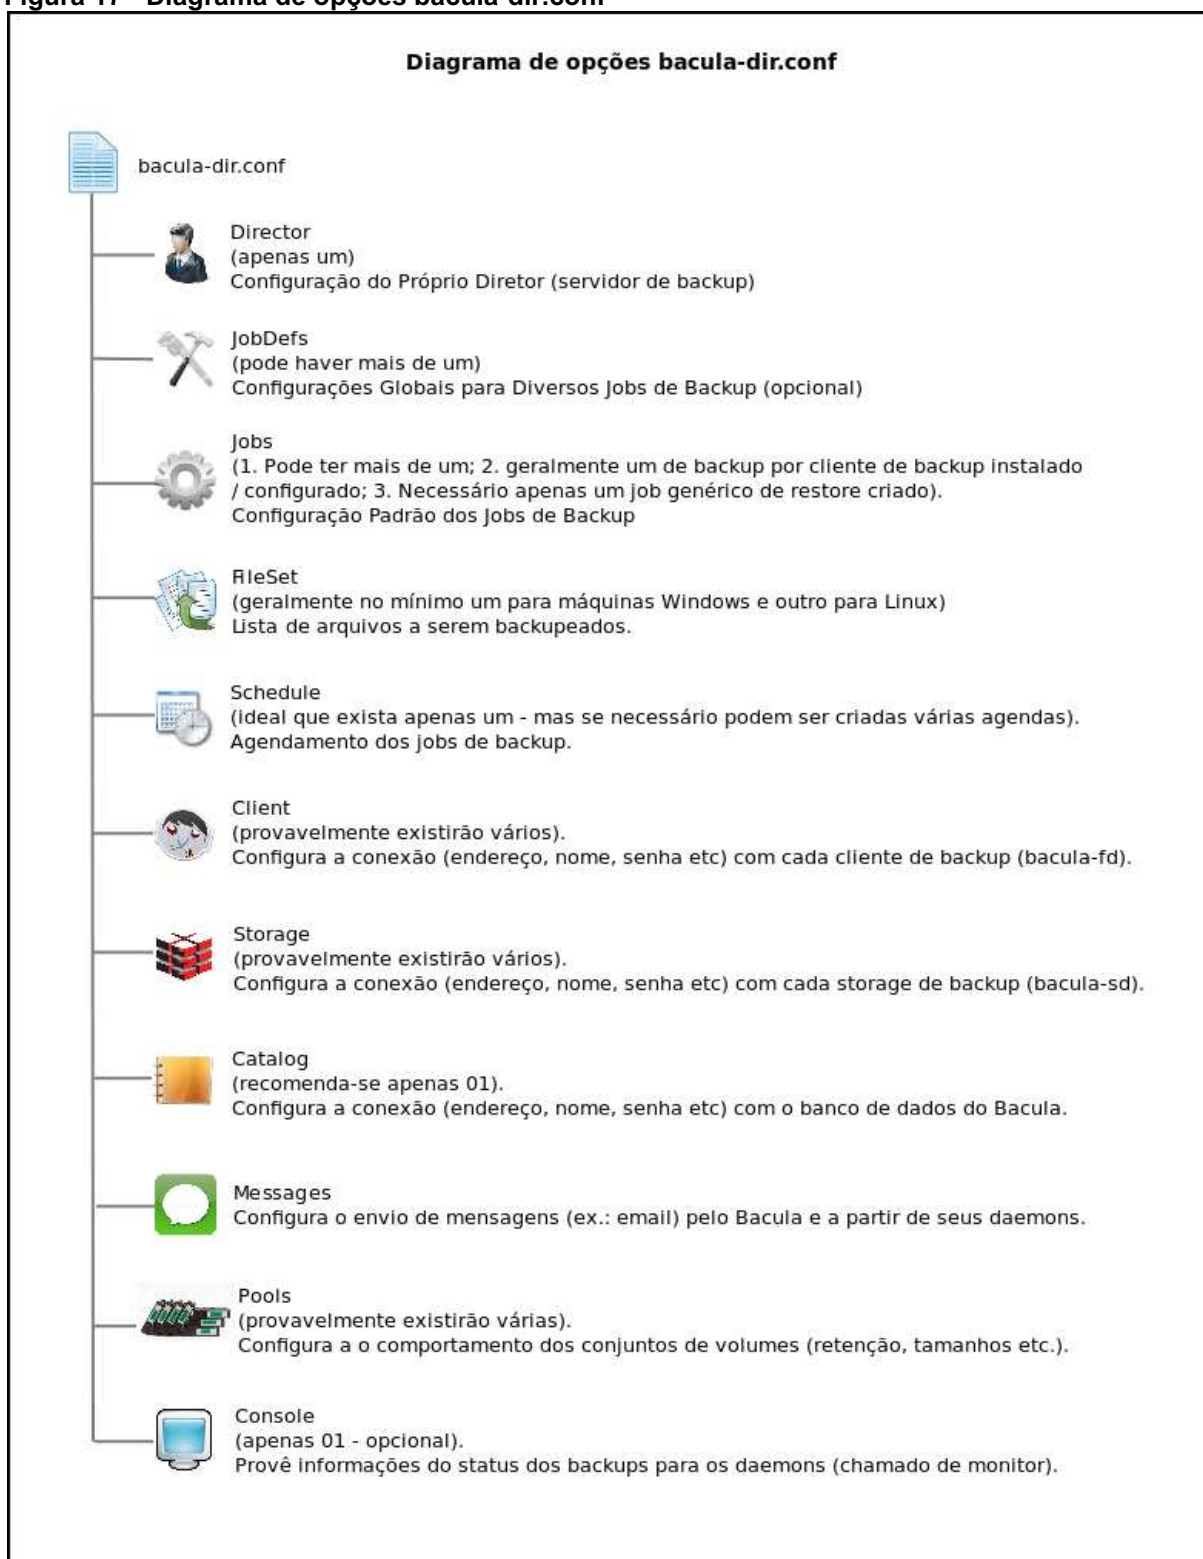 Figura 17 - Diagrama de opções bacula-dir.conf
Diagrama de opções bacula-dir.conf
bacula-dir.conf
Director
(apenas um)
Configuração do Próprio Diretor (servidor de backup)
JobDefs
(pode haver mais de um)
Configurações Globais para Diversos Jobs de Backup (opcional)
Jobs
(1. Pode ter mais de um; 2. geralmente um de backup por cliente de backup instalado
/ configurado; 3. Necessário apenas um job genérico de restore criado).
Configuração Padrão dos Jobs de Backup
FileSet
(geralmente no mínimo um para máquinas Windows e outro para Linux)
Lista de arquivos a serem backupeados.
Schedule
(ideal que exista apenas um - mas se necessário podem ser criadas várias agendas).
Agendamento dos jobs de backup.
Client
(provavelmente existirão vários).
Configura a conexão (endereço, nome, senha etc) com cada cliente de backup (bacula-fd).
Storage
(provavelmente existirão vários).
Configura a conexão (endereço, nome, senha etc) com cada storage de backup (bacula-sd).
Catalog
(recomenda-se apenas 01).
Configura a conexão (endereço, nome, senha etc) com o banco de dados do Bacula.
Messages
Configura o envio de mensagens (ex.: email) pelo Bacula e a partir de seus daemons.
Pools
(provavelmente existirão várias).
Configura a o comportamento dos conjuntos de volumes (retenção, tamanhos etc.).
Console
(apenas 01 - opcional).
Provê informações do status dos backups para os daemons (chamado de monitor).